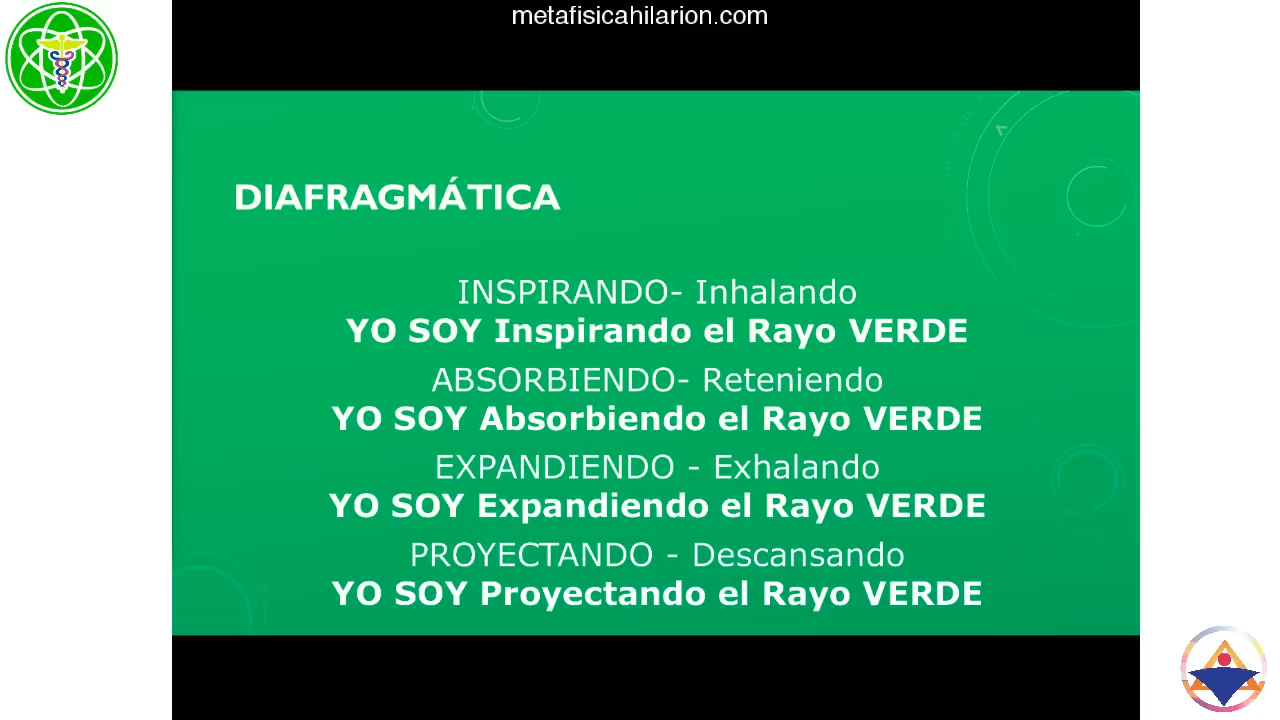 metafisicahilarion.com
DIAFRAGMÁTICA
INSPIRANDO- Inhalando
YO SOY Inspirando el Rayo VERDE
ABSORBIENDO- Reteniendo
YO SOY Absorbiendo el Rayo VERDE
EXPANDIENDO - Exhalando
YO SOY Expandiendo el Rayo VERDE
PROYECTANDO - Descansando
YO SOY Proyectando el Rayo VERDE